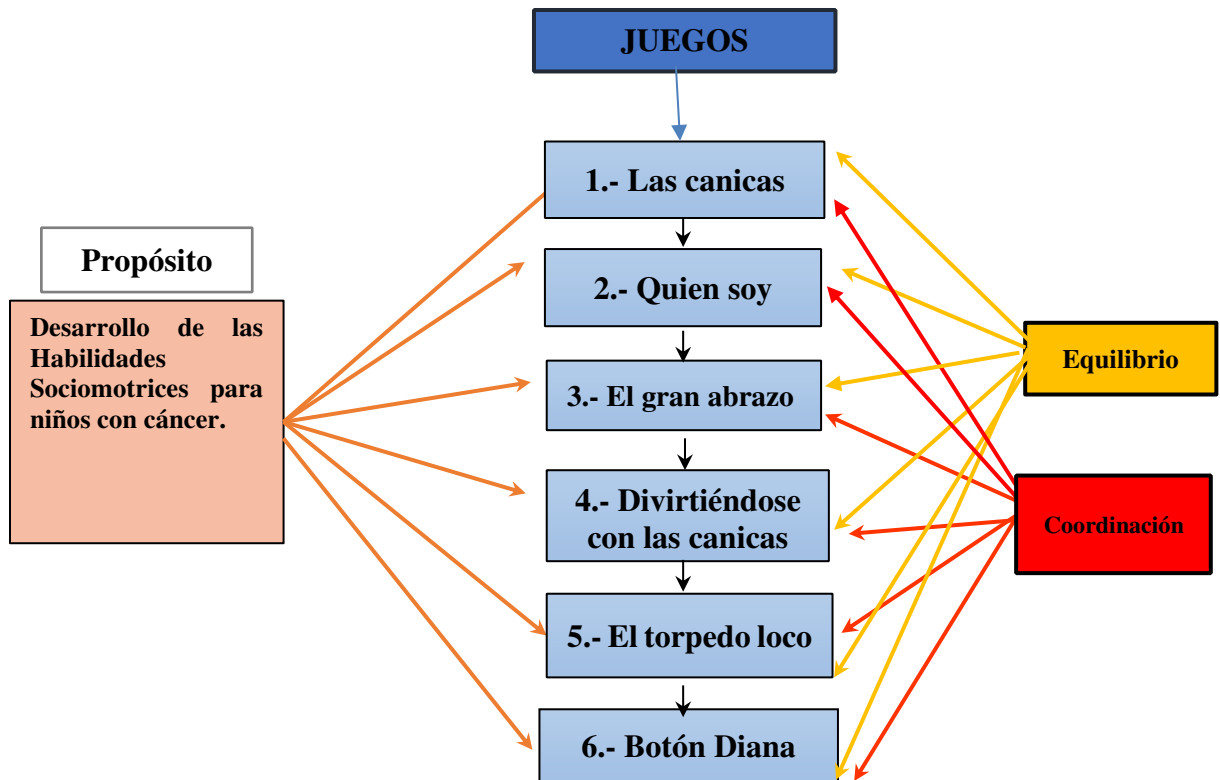 JUEGOS
1.- Las canicas
Propósito
2.- Quien soy
Desarrollo de las
Habilidades
Sociomotrices para
niños con cáncer.
Equilibrio
3.- El gran abrazo
4.- Divirtiéndose
con las canicas
Coordinación
5.- El torpedo loco
6.- Botón Diana